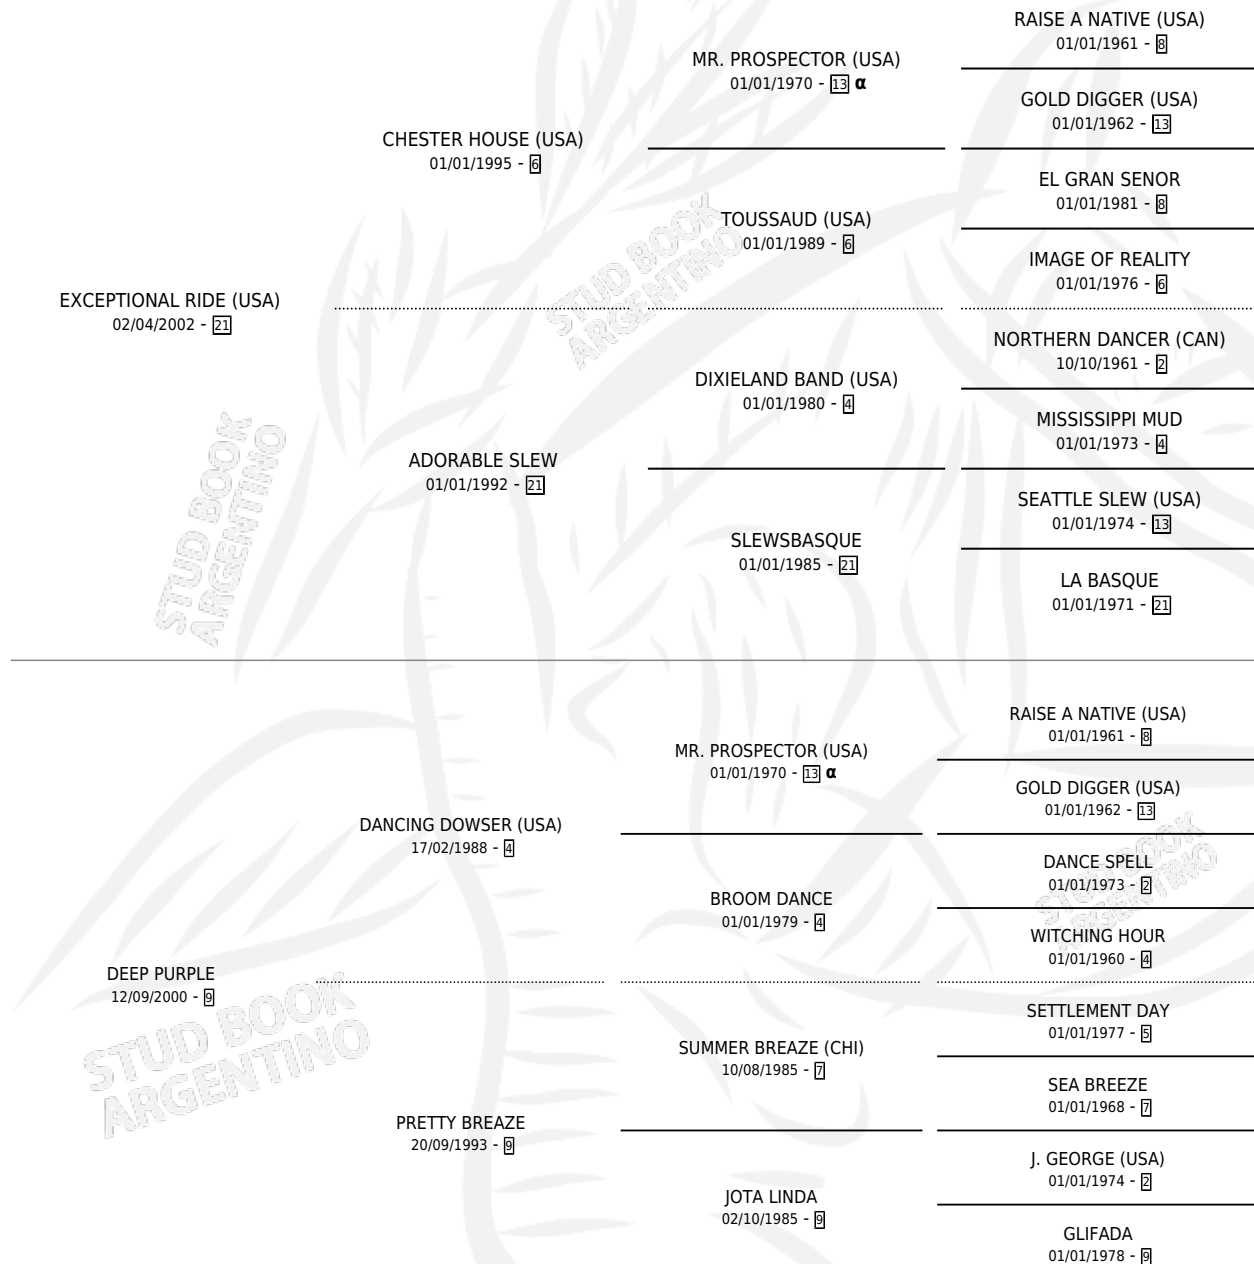 RAISE A NATIVE (USA)
01/01/1961 - 8
MR. PROSPECTOR (USA)
01/01/1970 - 13 α
GOLD DIGGER (USA)
01/01/1962 - 13
CHESTER HOUSE (USA)
01/01/1995 - 6
EL GRAN SENOR
01/01/1981 - 8
TOUSSAUD (USA)
01/01/1989 - 6
IMAGE OF REALITY
01/01/1976 - 6
EXCEPTIONAL RIDE (USA)
02/04/2002 - 21
NORTHERN DANCER (CAN)
10/10/1961 - 2
DIXIELAND BAND (USA)
01/01/1980 - 4
MISSISSIPPI MUD
01/01/1973 - 4
ADORABLE SLEW
01/01/1992 - 21
SEATTLE SLEW (USA)
01/01/1974 - 13
SLEWSBASQUE
01/01/1985 - 21
LA BASQUE
01/01/1971 - 21
RAISE A NATIVE (USA)
01/01/1961 - 8
MR. PROSPECTOR (USA)
01/01/1970 - 13 α
GOLD DIGGER (USA)
01/01/1962 - 13
DANCING DOWSER (USA)
17/02/1988 - 4
DANCE SPELL
01/01/1973 - 2
BROOM DANCE
01/01/1979 - 4
WITCHING HOUR
01/01/1960 - 4
DEEP PURPLE
12/09/2000 - 9
SETTLEMENT DAY
01/01/1977 - 5
SUMMER BREAZE (CHI)
10/08/1985 - 7
SEA BREEZE
01/01/1968 - 7
PRETTY BREAZE
20/09/1993 - 9
J. GEORGE (USA)
01/01/1974 - 2
JOTA LINDA
02/10/1985 - 9
GLIFADA
01/01/1978 - 9
STUD BOOK
ARGENTINO
STUD BOOK
ARGENTINO
STUD BOOK
ARGENTINO
STUD BOOK
ARGENTINO